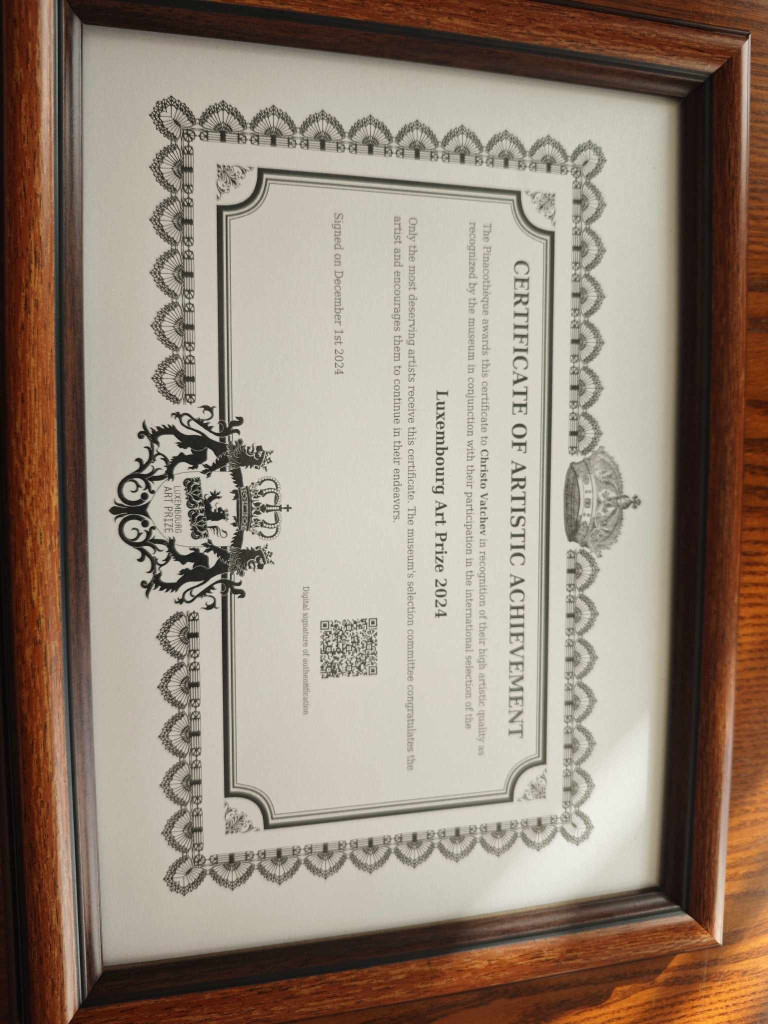 CERTIFICATE OF ARTISTIC ACHIEVEMENT
The Pinacothèque awards this certificate to Christo Vatchev in recognition of their high artistic quality as
recognized by the museum in conjunction with their participation in the international selection of the
Luxembourg Art Prize 2024
Only the most deserving artists receive this certificate. The museum's selection committee congratulates the
artist and encourages them to continue in their endeavors.
Signed on December 1st 2024
Digital signature of authentification
LUXEMBOURG
ART PRIZE